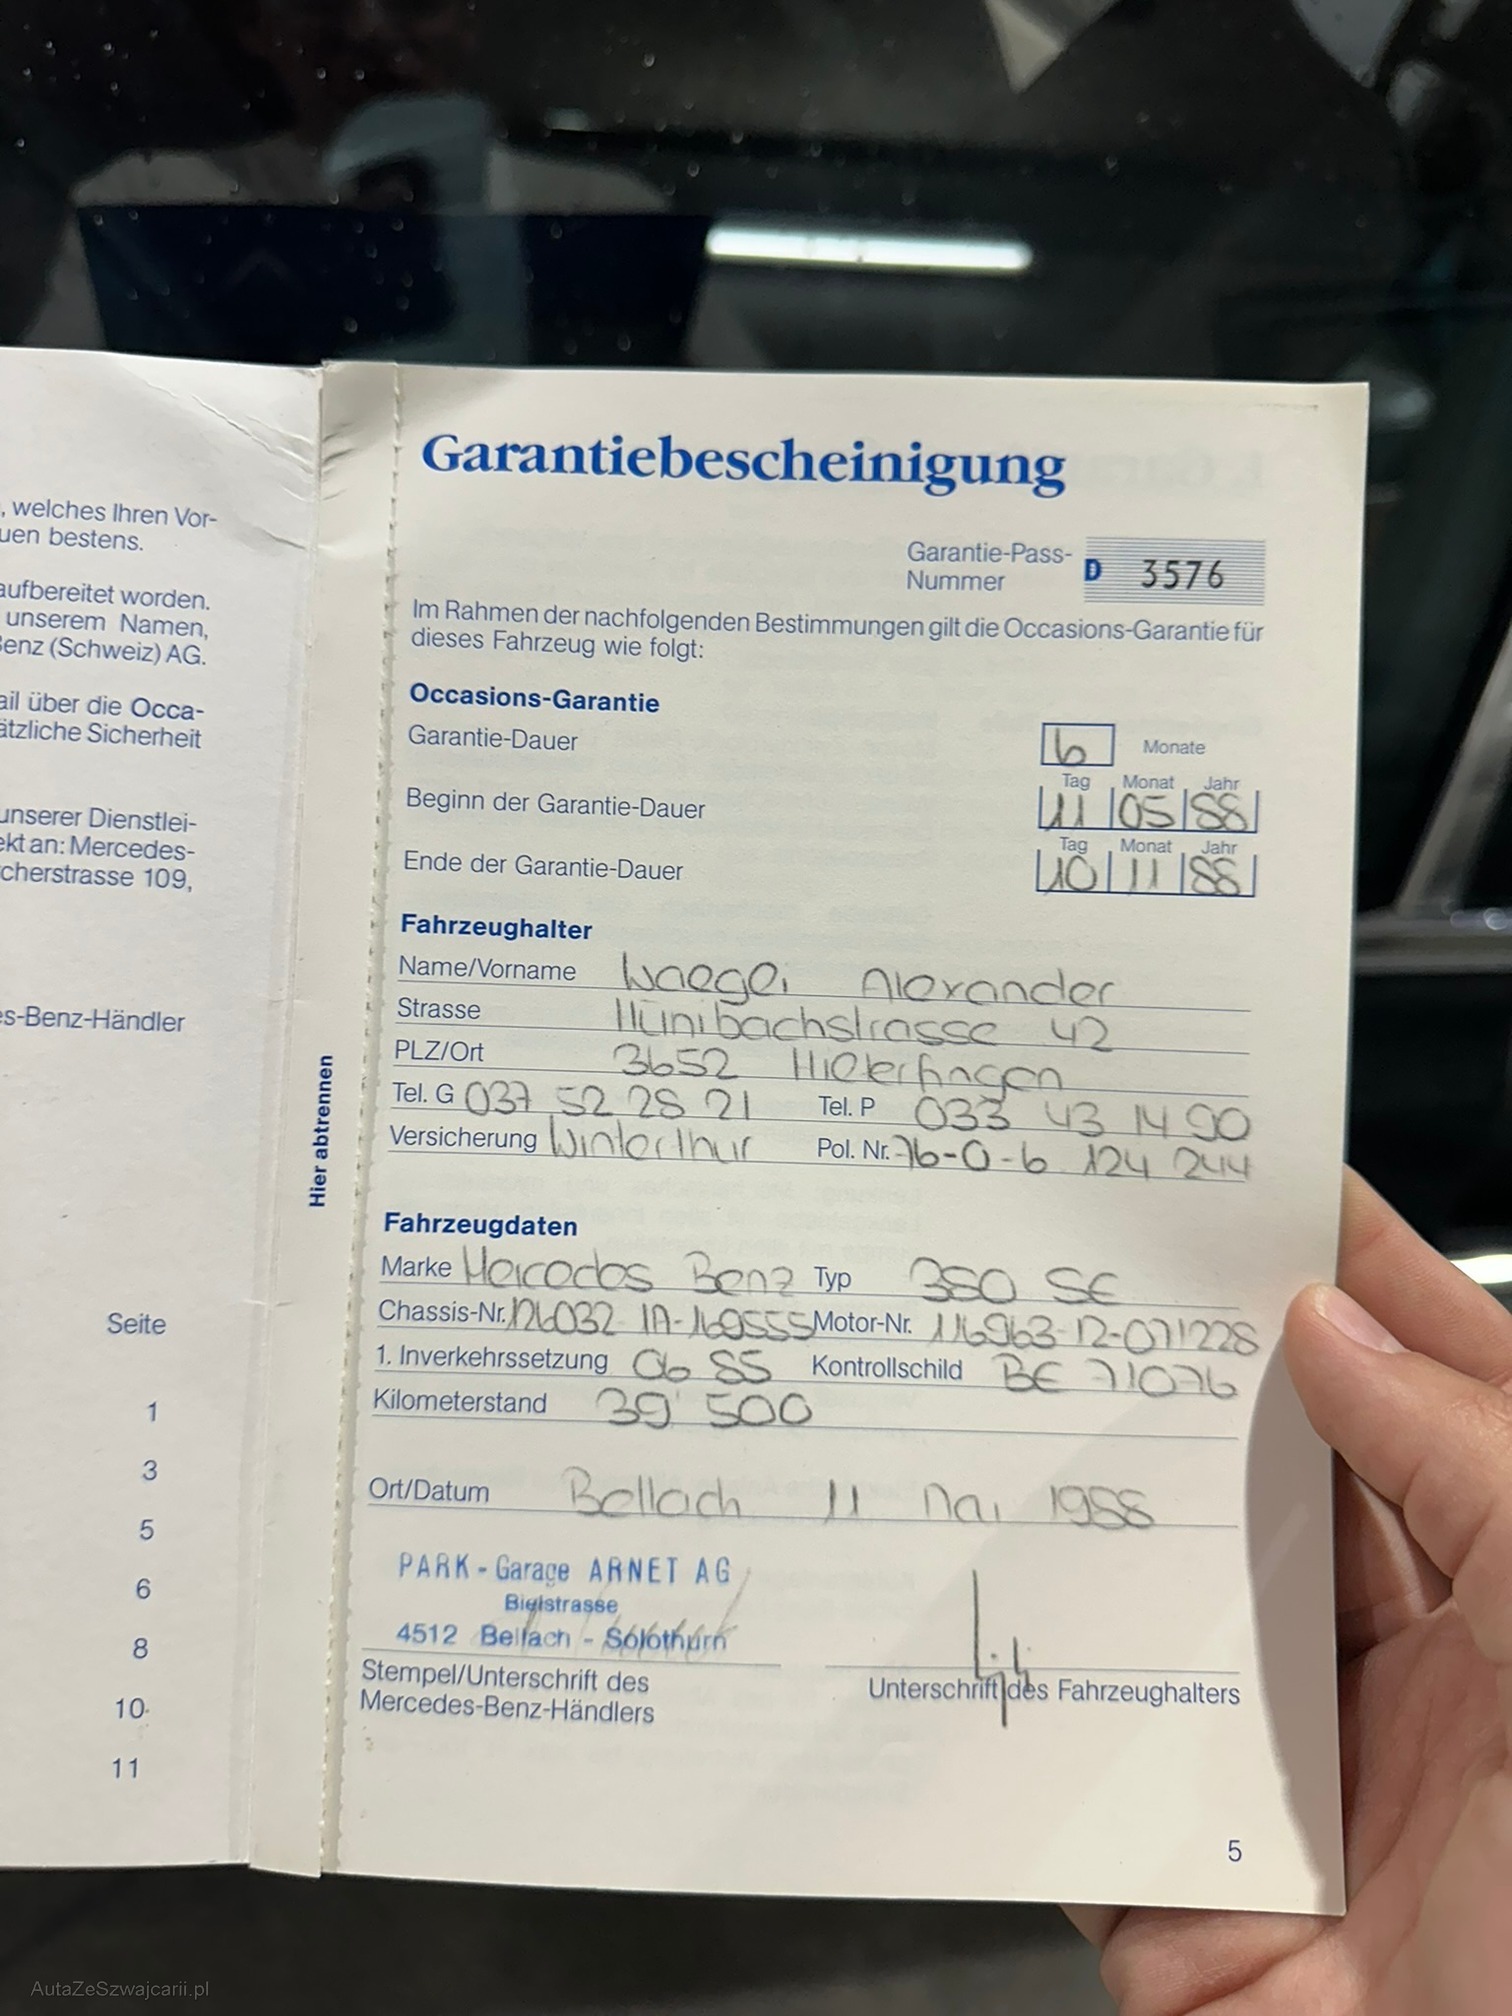 , welches Ihren Vor-
uen bestens.
aufbereitet worden.
unserem Namen,
Benz (Schweiz) AG.
ail über die Occa-
ätzliche Sicherheit
unserer Dienstlei-
ekt an: Mercedes-
cherstrasse 109,
es-Benz-Händler
Seite
1
3
5
6
8
10
11
Hier abtrennen
Garantiebescheinigung
Garantie-Pass-
Nummer D 3576
Im Rahmen der nachfolgenden Bestimmungen gilt die Occasions-Garantie für
dieses Fahrzeug wie folgt:
Occasions-Garantie
Garantie-Dauer 6 Monate
Tag Monat Jahr
Beginn der Garantie-Dauer 11 05 88
Tag Monat Jahr
Ende der Garantie-Dauer 10 11 88
Fahrzeughalter
Name/Vorname Alexander
Strasse Hünibachstrasse 42
PLZ/Ort 3652 Hilterfingen
Tel. G 037 52 28 21 Tel. P 033 43 14 90
Versicherung Winterthur Pol. Nr. 76-0-6 124 244
Fahrzeugdaten
Marke Mercedes Benz Typ 380 SE
Chassis-Nr. 126032 1A-169555 Motor-Nr. 116963-12-071228
1. Inverkehrssetzung 06 85 Kontrollschild BE 71076
Kilometerstand 39'500
Ort/Datum Bellach 11 Mai 1988
PARK - Garage ARNET AG
Bielstrasse
4512 Bellach - Solothurn
Stempel/Unterschrift des
Mercedes-Benz-Händlers
Unterschrift des Fahrzeughalters
5
AutaZeSzwajcarii.pl